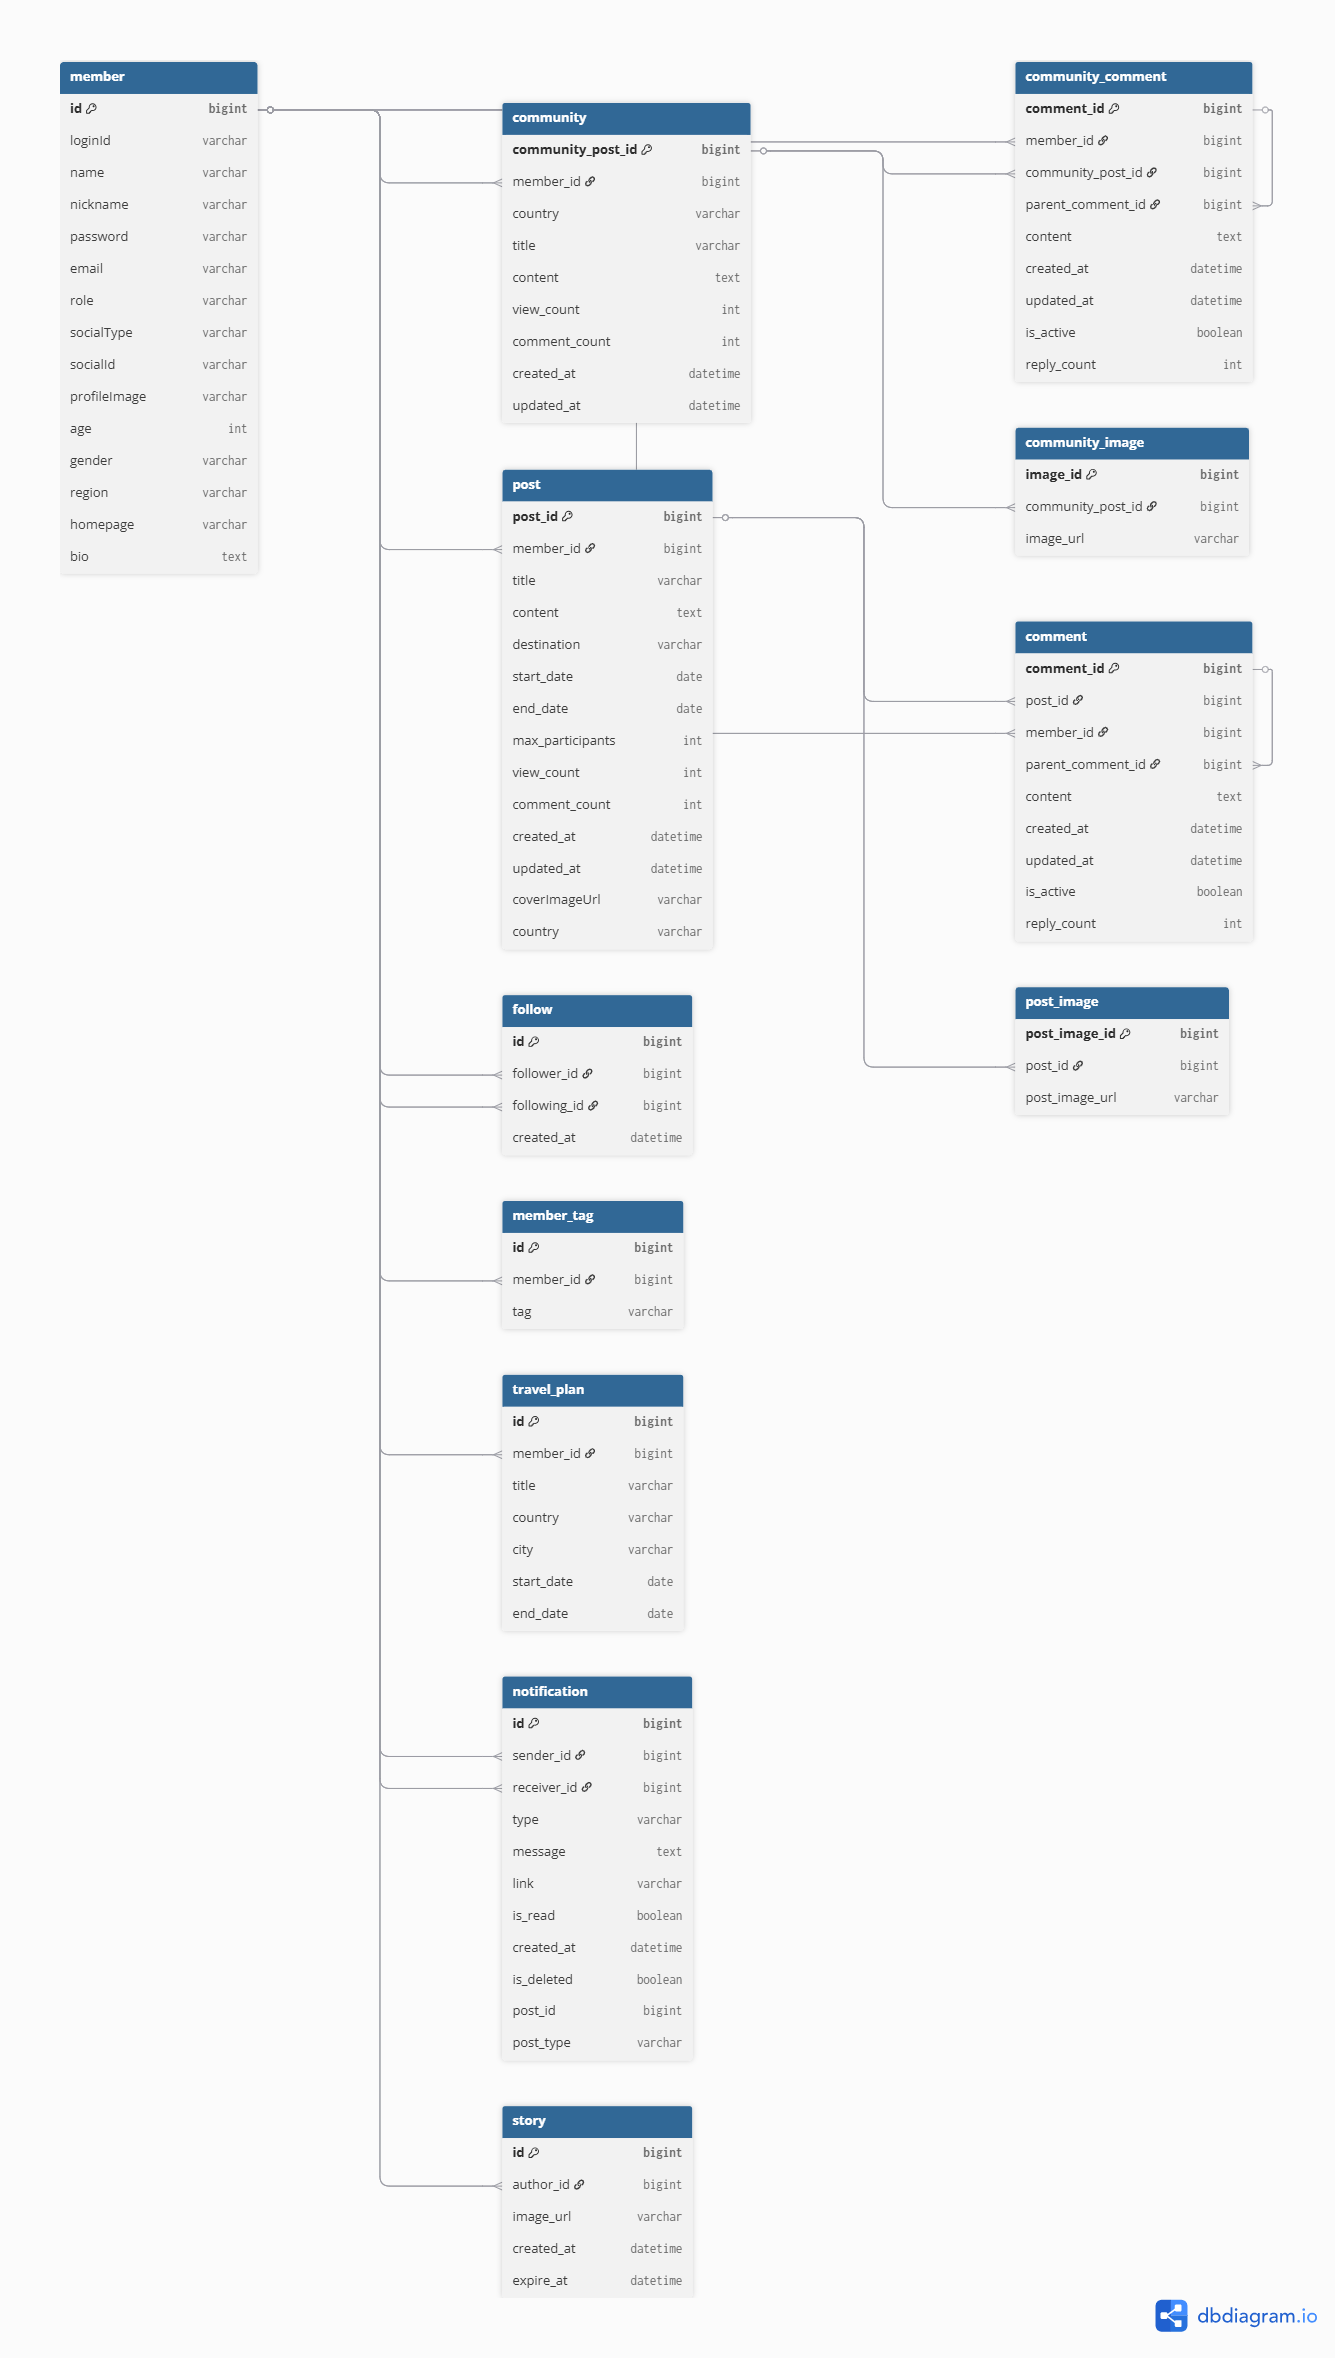 member
id bigint
loginId varchar
name varchar
nickname varchar
password varchar
email varchar
role varchar
socialType varchar
socialId varchar
profileImage varchar
age int
gender varchar
region varchar
homepage varchar
bio text
community
community_post_id bigint
member_id bigint
country varchar
title varchar
content text
view_count int
comment_count int
created_at datetime
updated_at datetime
post
post_id bigint
member_id bigint
title varchar
content text
destination varchar
start_date date
end_date date
max_participants int
view_count int
comment_count int
created_at datetime
updated_at datetime
coverImageUrl varchar
country varchar
follow
id bigint
follower_id bigint
following_id bigint
created_at datetime
member_tag
id bigint
member_id bigint
tag varchar
travel_plan
id bigint
member_id bigint
title varchar
country varchar
city varchar
start_date date
end_date date
notification
id bigint
sender_id bigint
receiver_id bigint
type varchar
message text
link varchar
is_read boolean
created_at datetime
is_deleted boolean
post_id bigint
post_type varchar
story
id bigint
author_id bigint
image_url varchar
created_at datetime
expire_at datetime
community_comment
comment_id bigint
member_id bigint
community_post_id bigint
parent_comment_id bigint
content text
created_at datetime
updated_at datetime
is_active boolean
reply_count int
community_image
image_id bigint
community_post_id bigint
image_url varchar
comment
comment_id bigint
post_id bigint
member_id bigint
parent_comment_id bigint
content text
created_at datetime
updated_at datetime
is_active boolean
reply_count int
post_image
post_image_id bigint
post_id bigint
post_image_url varchar
dbdiagram.io